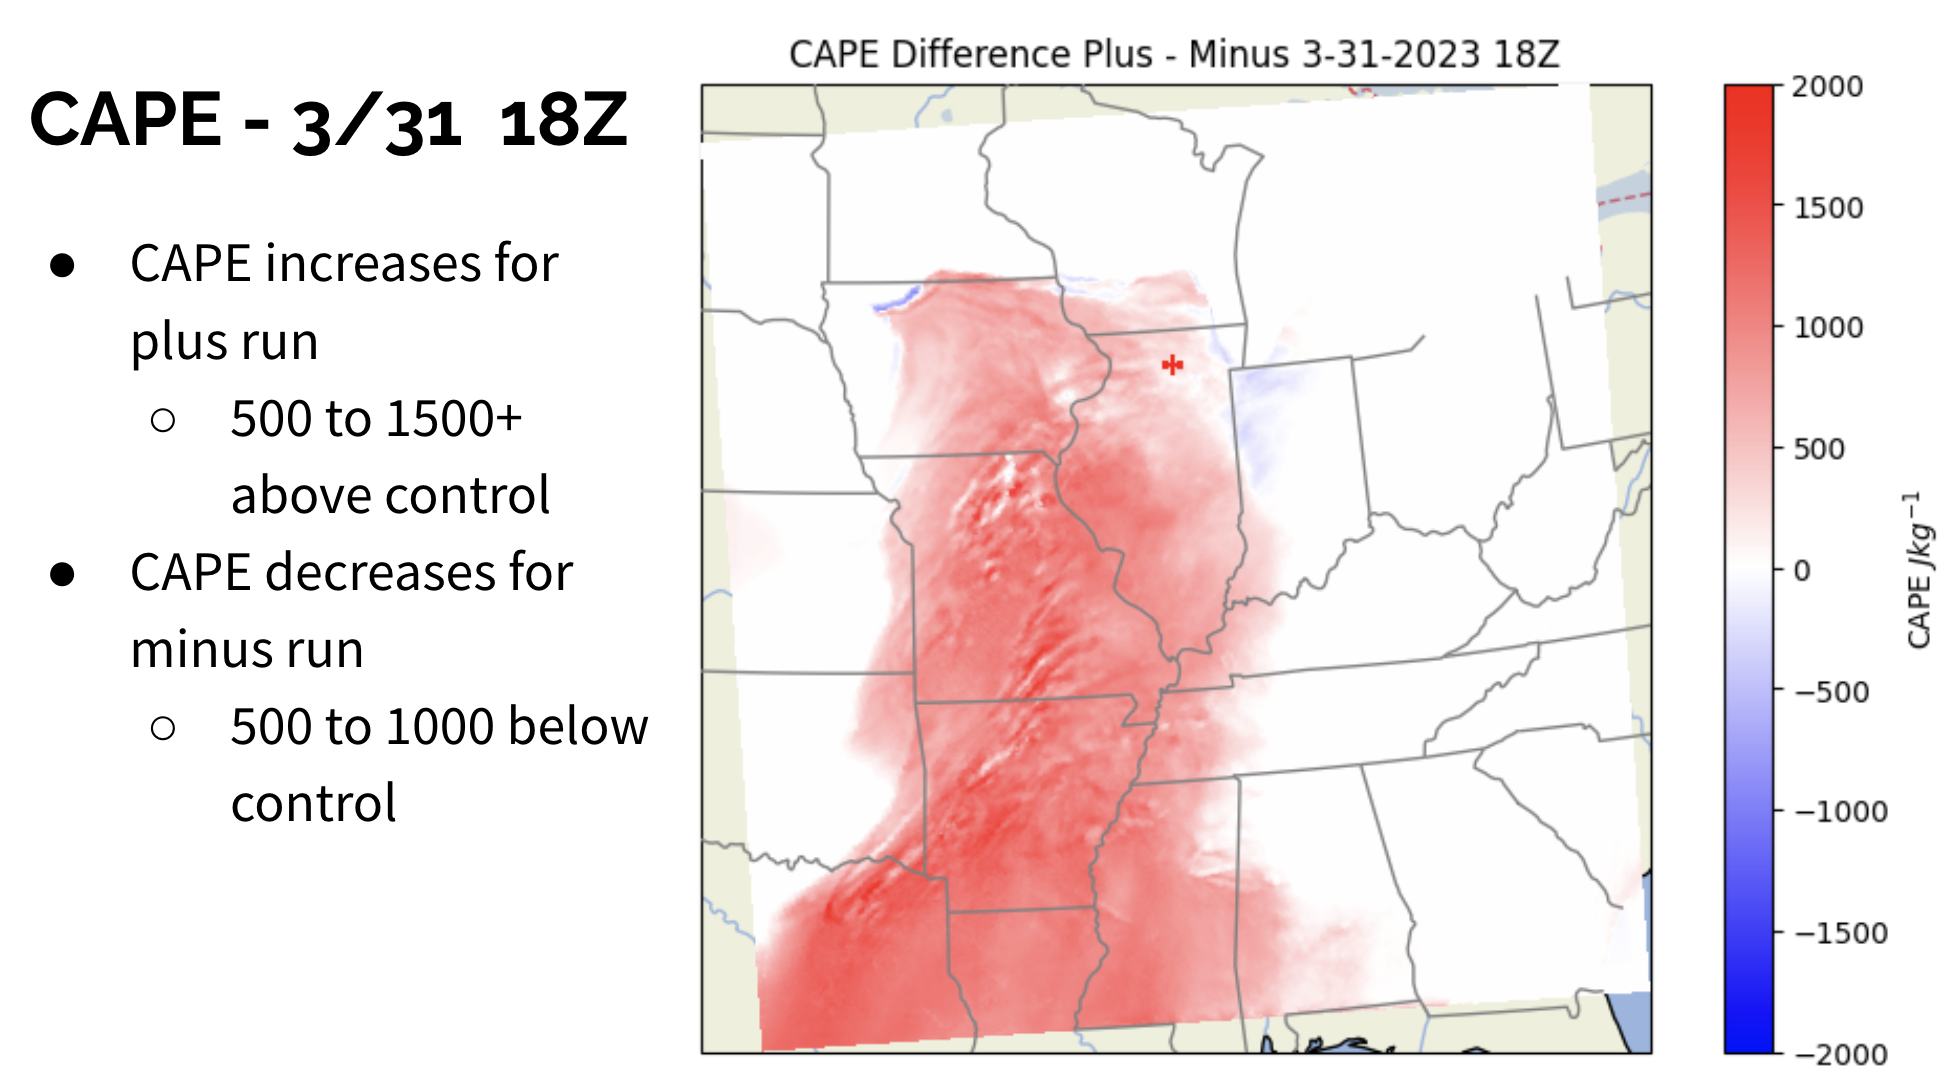 CAPE - 3/31 18Z
● CAPE increases for
plus run
○ 500 to 1500+
above control
● CAPE decreases for
minus run
○ 500 to 1000 below
control
CAPE Difference Plus - Minus 3-31-2023 18Z
2000
1500
1000
500
0
−500
−1000
−1500
−2000
CAPE Jkg⁻¹